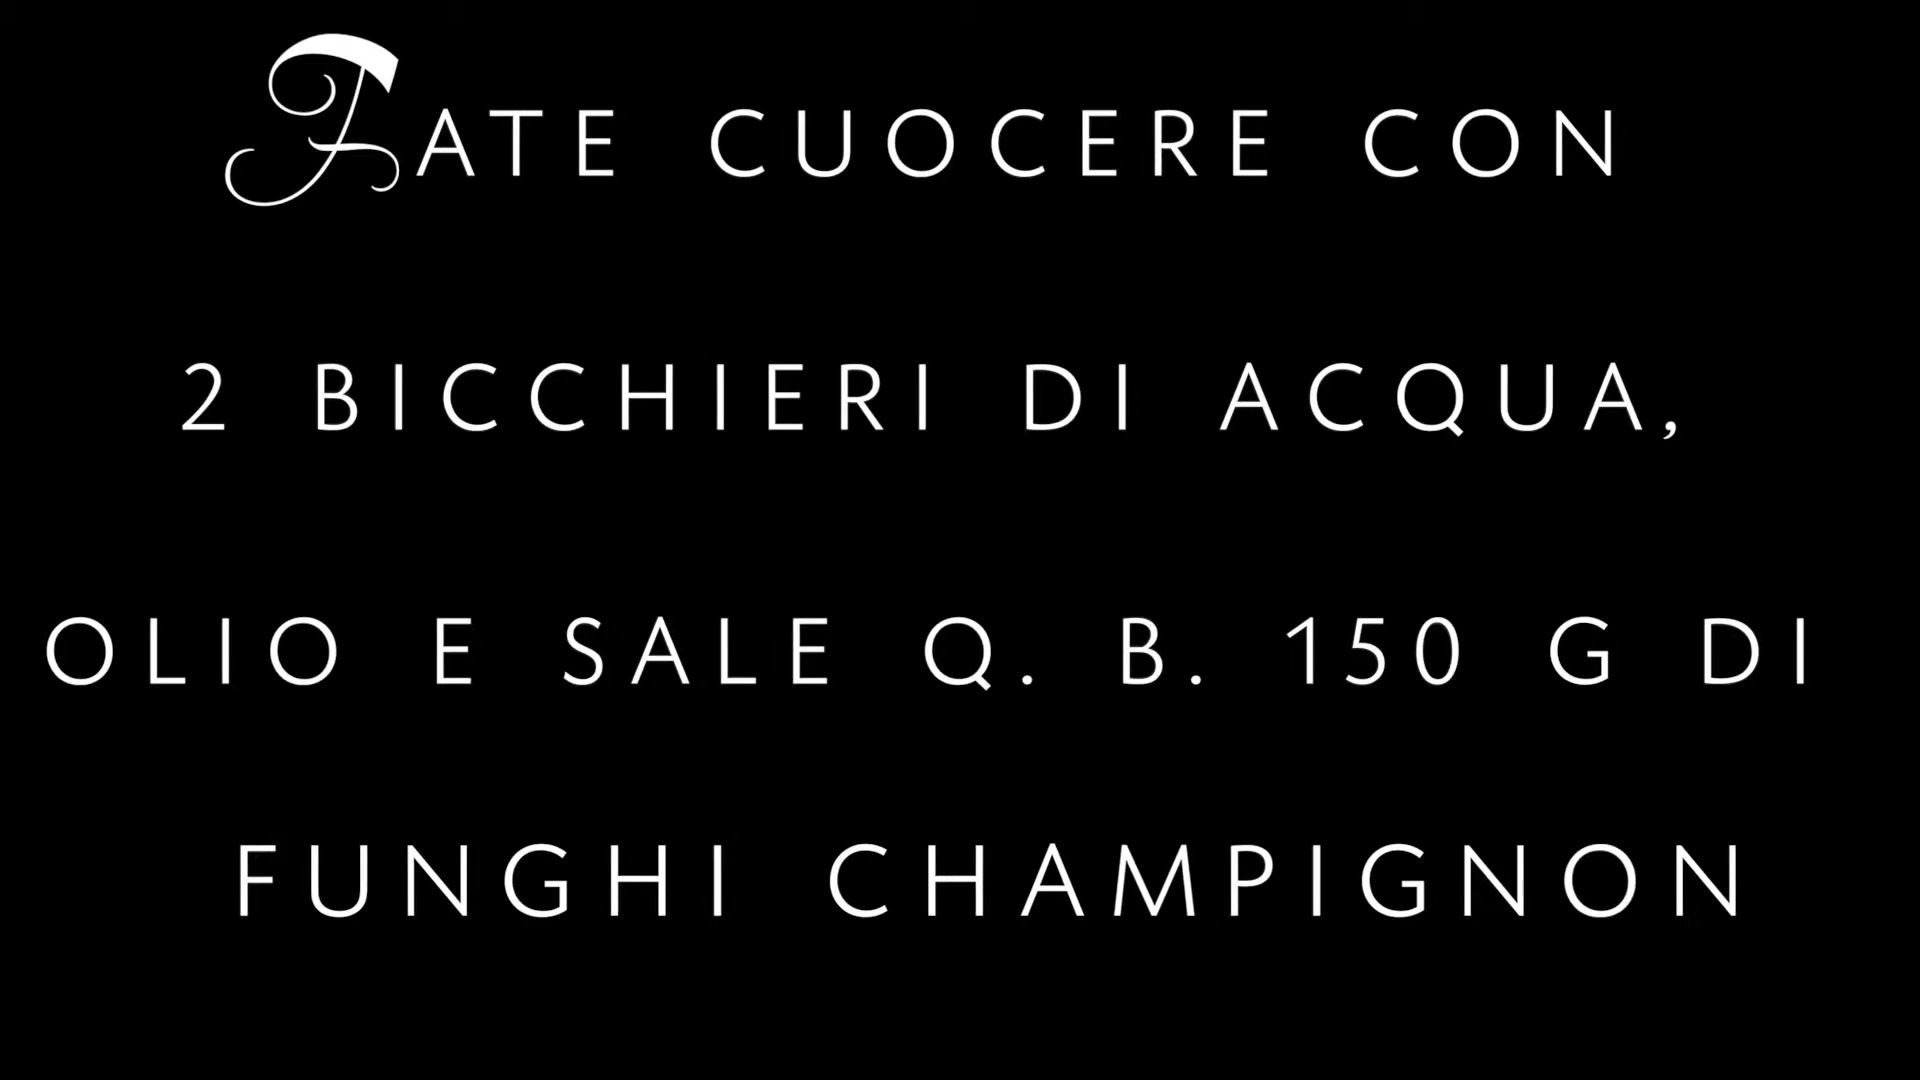 FATE CUOCERE CON
2 BICCHIERI DI ACQUA,
OLIO E SALE Q. B. 150 G DI
FUNGHI CHAMPIGNON